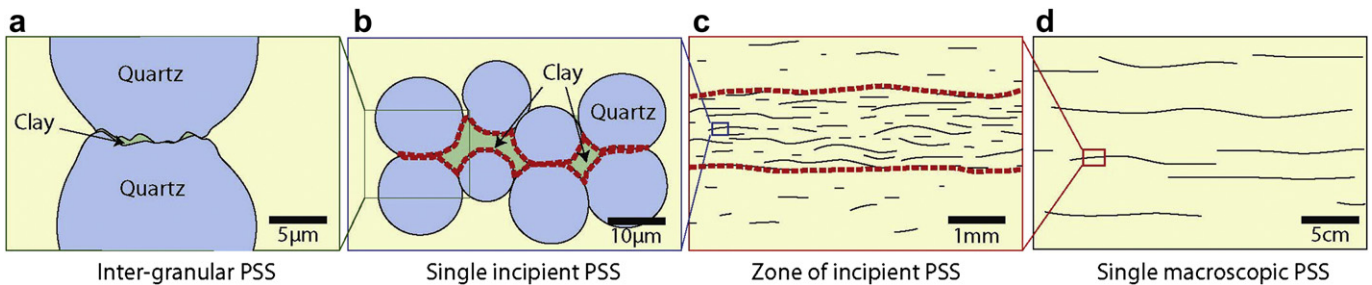 a
Quartz
Clay
Quartz
5μm
Inter-granular PSS
b
Clay
Quartz
10μm
Single incipient PSS
c
1mm
Zone of incipient PSS
d
5cm
Single macroscopic PSS